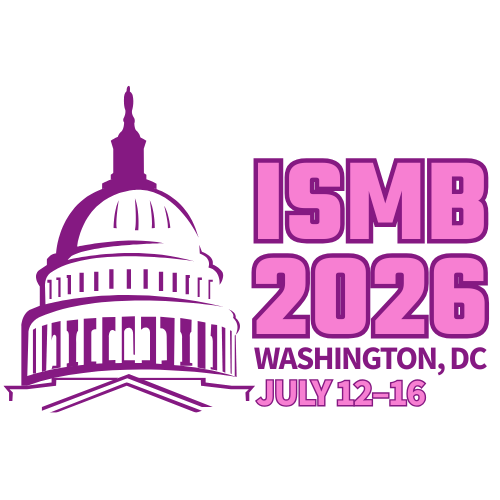 ISMB
2026
WASHINGTON, DC
JULY 12–16